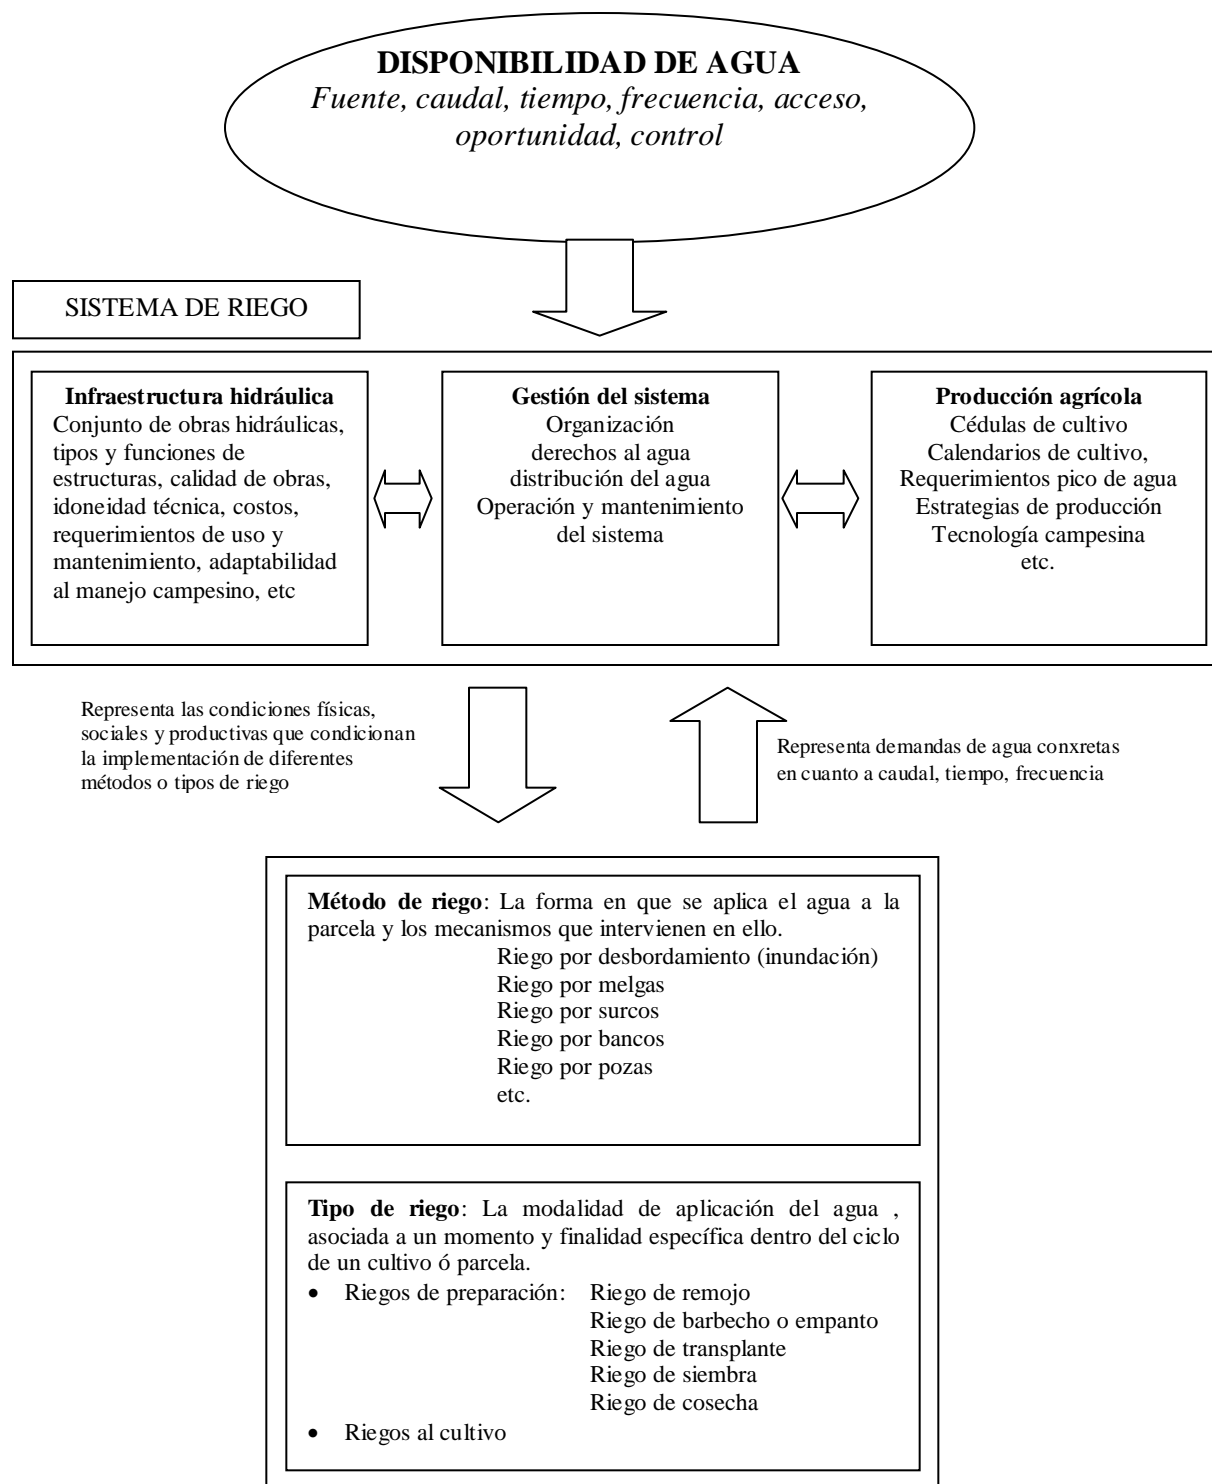 DISPONIBILIDAD DE AGUA
Fuente, caudal, tiempo, frecuencia, acceso,
oportunidad, control
SISTEMA DE RIEGO
Infraestructura hidráulica
Conjunto de obras hidráulicas,
tipos y funciones de
estructuras, calidad de obras,
idoneidad técnica, costos,
requerimientos de uso y
mantenimiento, adaptabilidad
al manejo campesino, etc
Gestión del sistema
Organización
derechos al agua
distribución del agua
Operación y mantenimiento
del sistema
Producción agrícola
Cédulas de cultivo
Calendarios de cultivo,
Requerimientos pico de agua
Estrategias de producción
Tecnología campesina
etc.
Representa las condiciones físicas,
sociales y productivas que condicionan
la implementación de diferentes
métodos o tipos de riego
Representa demandas de agua conxretas
en cuanto a caudal, tiempo, frecuencia
Método de riego: La forma en que se aplica el agua a la
parcela y los mecanismos que intervienen en ello.
Riego por desbordamiento (inundación)
Riego por melgas
Riego por surcos
Riego por bancos
Riego por pozas
etc.
Tipo de riego: La modalidad de aplicación del agua ,
asociada a un momento y finalidad específica dentro del ciclo
de un cultivo ó parcela.
• Riegos de preparación: Riego de remojo
Riego de barbecho o empanto
Riego de transplante
Riego de siembra
Riego de cosecha
• Riegos al cultivo